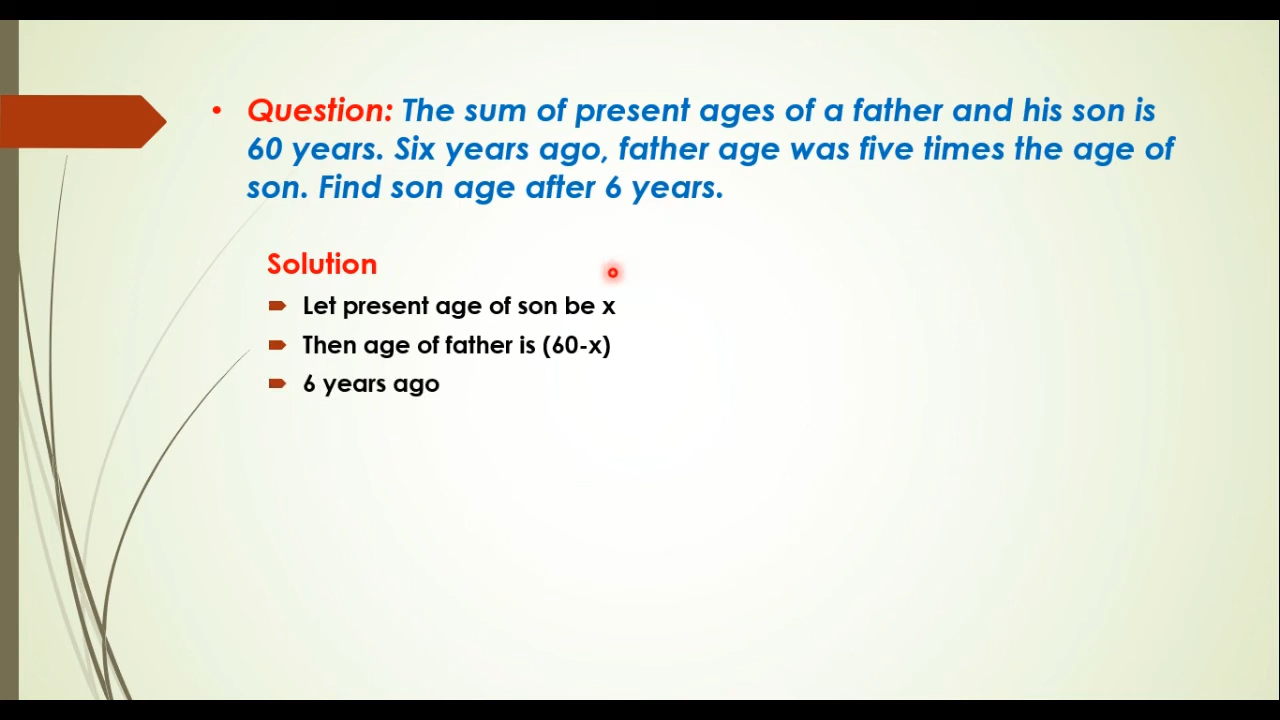 • Question: The sum of present ages of a father and his son is
60 years. Six years ago, father age was five times the age of
son. Find son age after 6 years.
Solution
Let present age of son be x
Then age of father is (60-x)
6 years ago